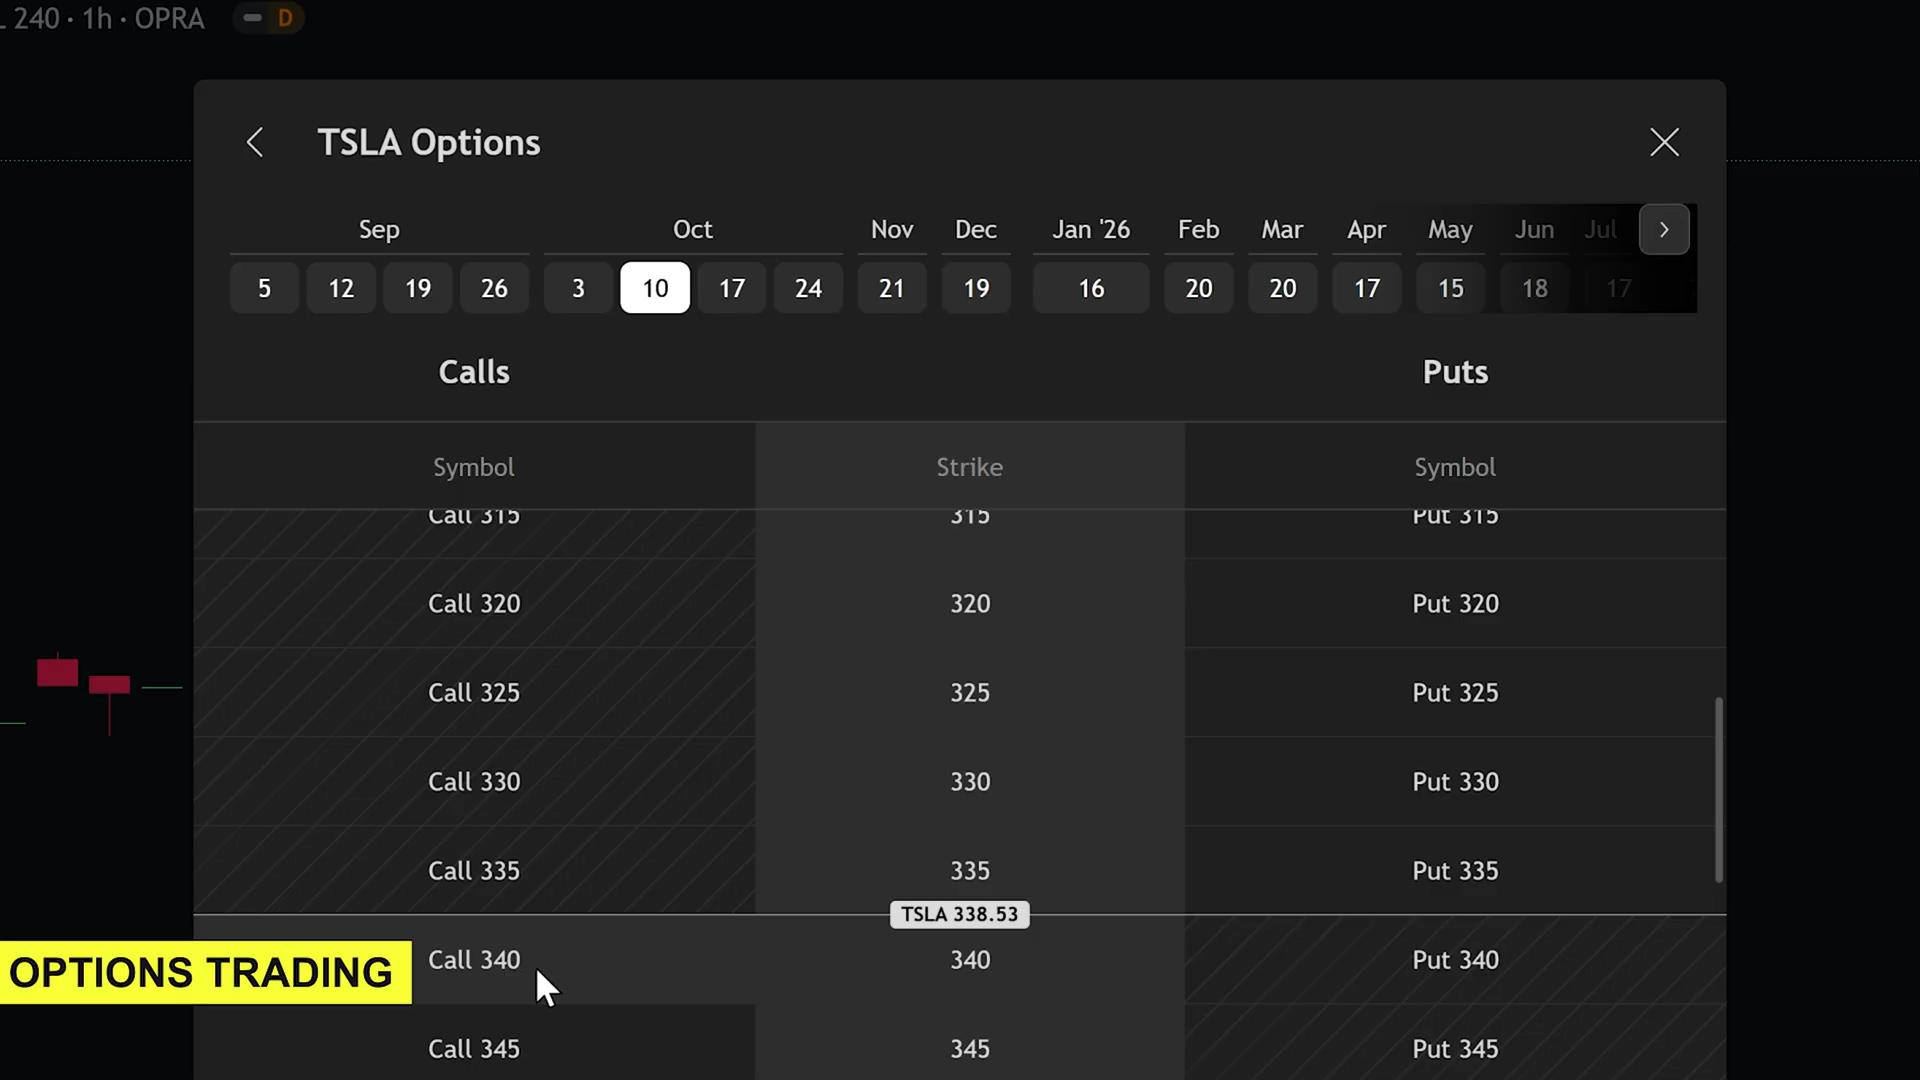 240 · 1h · OPRA
D
TSLA Options
Sep Oct Nov Dec Jan '26 Feb Mar Apr May Jun Jul
5 12 19 26 3 10 17 24 21 19 16 20 20 17 15 18 17
Calls Puts
Symbol Strike Symbol
Call 315 315 Put 315
Call 320 320 Put 320
Call 325 325 Put 325
Call 330 330 Put 330
Call 335 335 Put 335
TSLA 338.53
Call 340 340 Put 340
OPTIONS TRADING
Call 345 345 Put 345